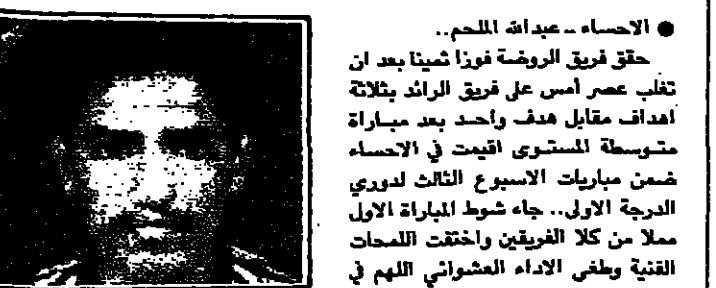 ● الاحساء ـ عبدالله الملحم..
حقق فريق الروضة فوزا ثمينا بعد ان
تغلب عصر أمس على فريق الرائد بثلاثة
اهداف مقابل هدف واحد بعد مباراة
متوسطة المستوى اقيمت في الاحساء
ضمن مباريات الاسبوع الثالث لدوري
الدرجة الاولى.. جاء شوط المباراة الاول
مملا من كلا الفريقين واختفت اللمحات
الفنية وطغى الاداء العشوائي اللهم في